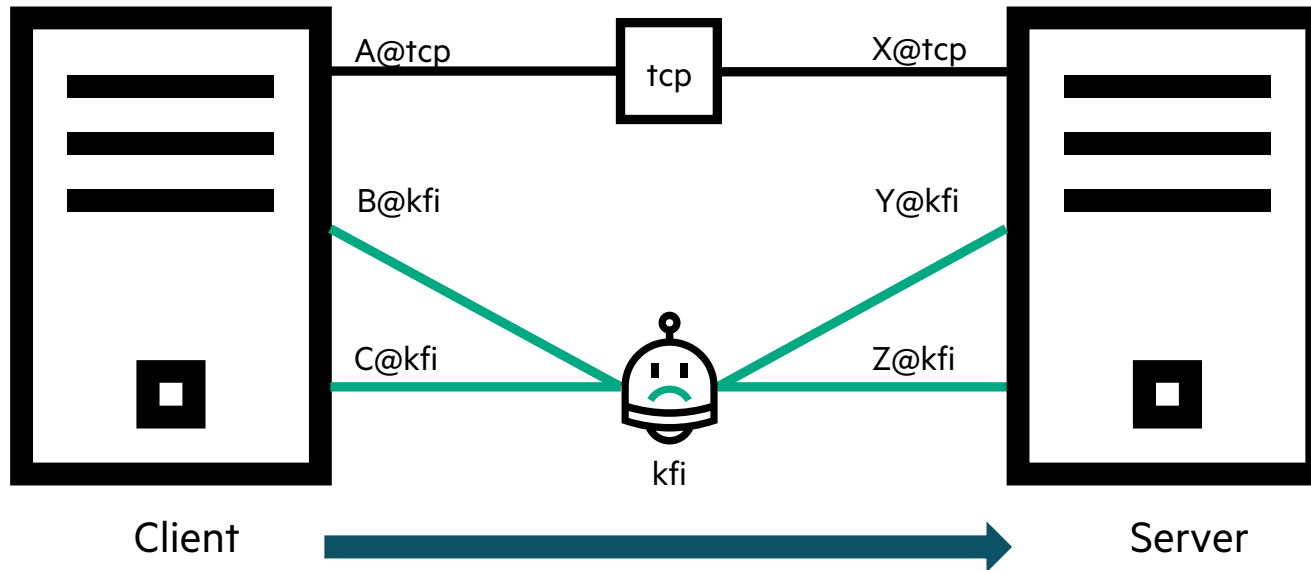 A@tcp
tcp
X@tcp
B@kfi
Y@kfi
C@kfi
Z@kfi
kfi
Client
Server